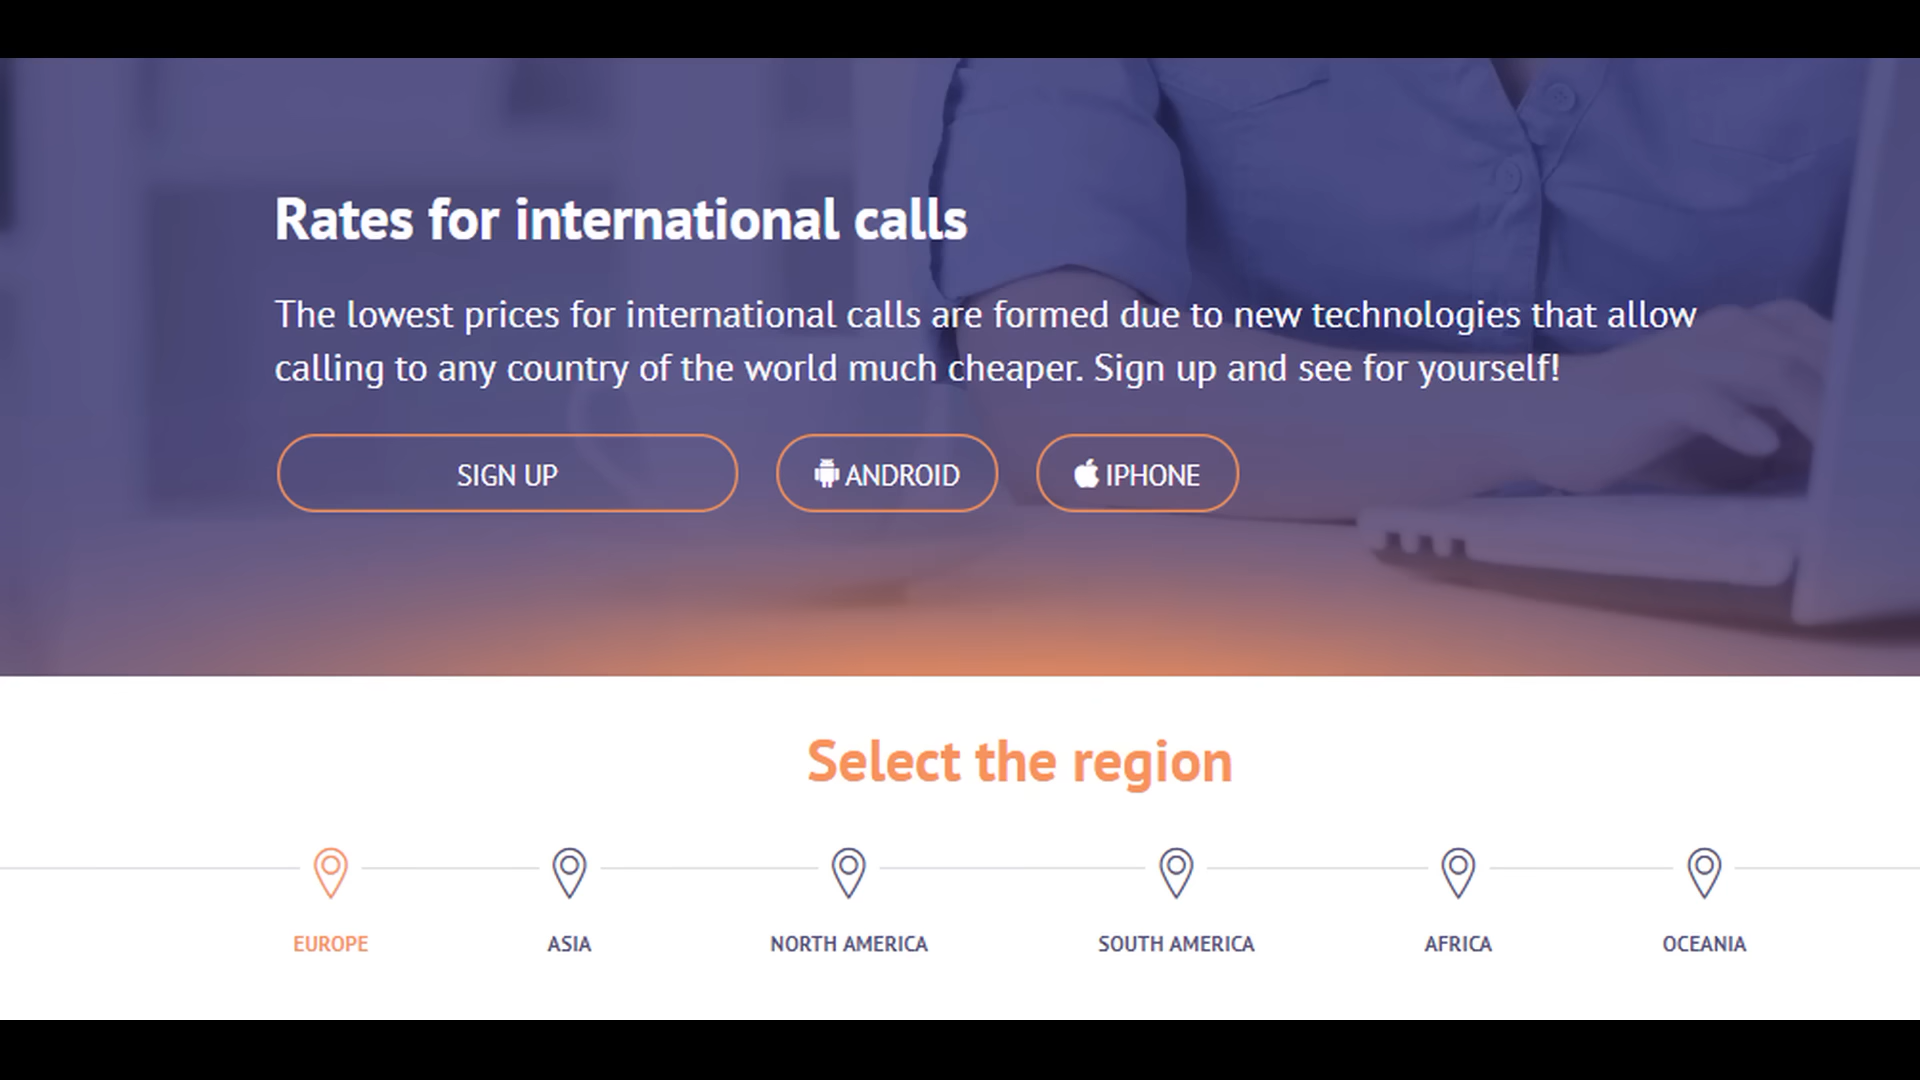 Rates for international calls
The lowest prices for international calls are formed due to new technologies that allow
calling to any country of the world much cheaper. Sign up and see for yourself!
SIGN UP
ANDROID
IPHONE
Select the region
EUROPE
ASIA
NORTH AMERICA
SOUTH AMERICA
AFRICA
OCEANIA